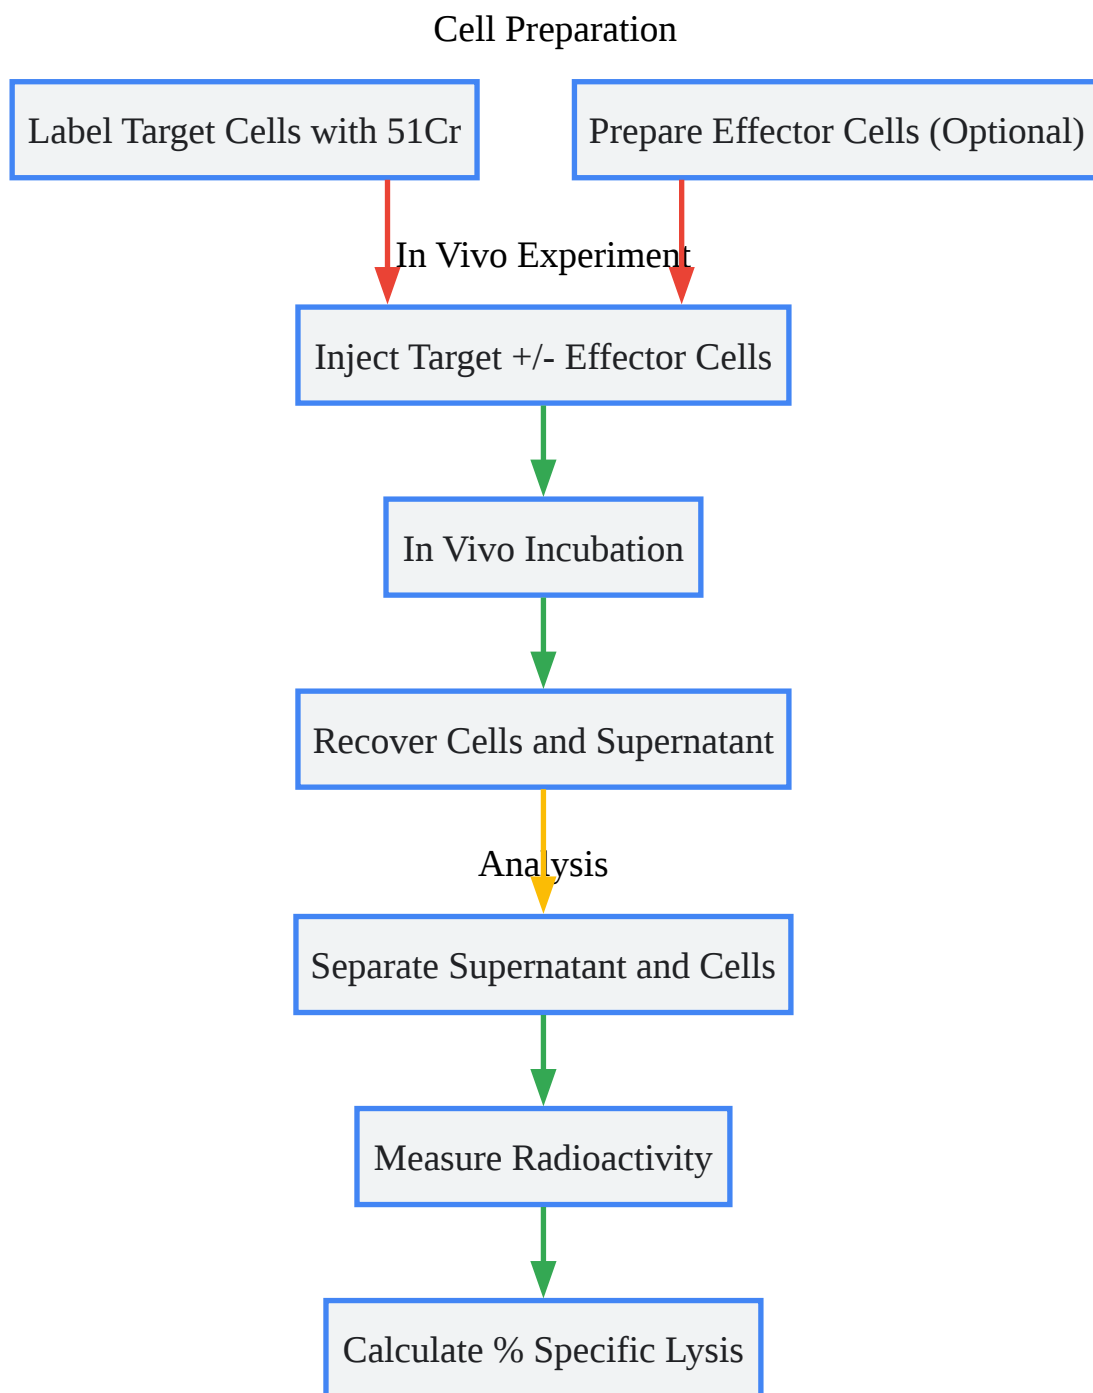 Cell Preparation
Label Target Cells with 51Cr
Prepare Effector Cells (Optional)
In Vivo Experiment
Inject Target +/- Effector Cells
In Vivo Incubation
Recover Cells and Supernatant
Analysis
Separate Supernatant and Cells
Measure Radioactivity
Calculate % Specific Lysis